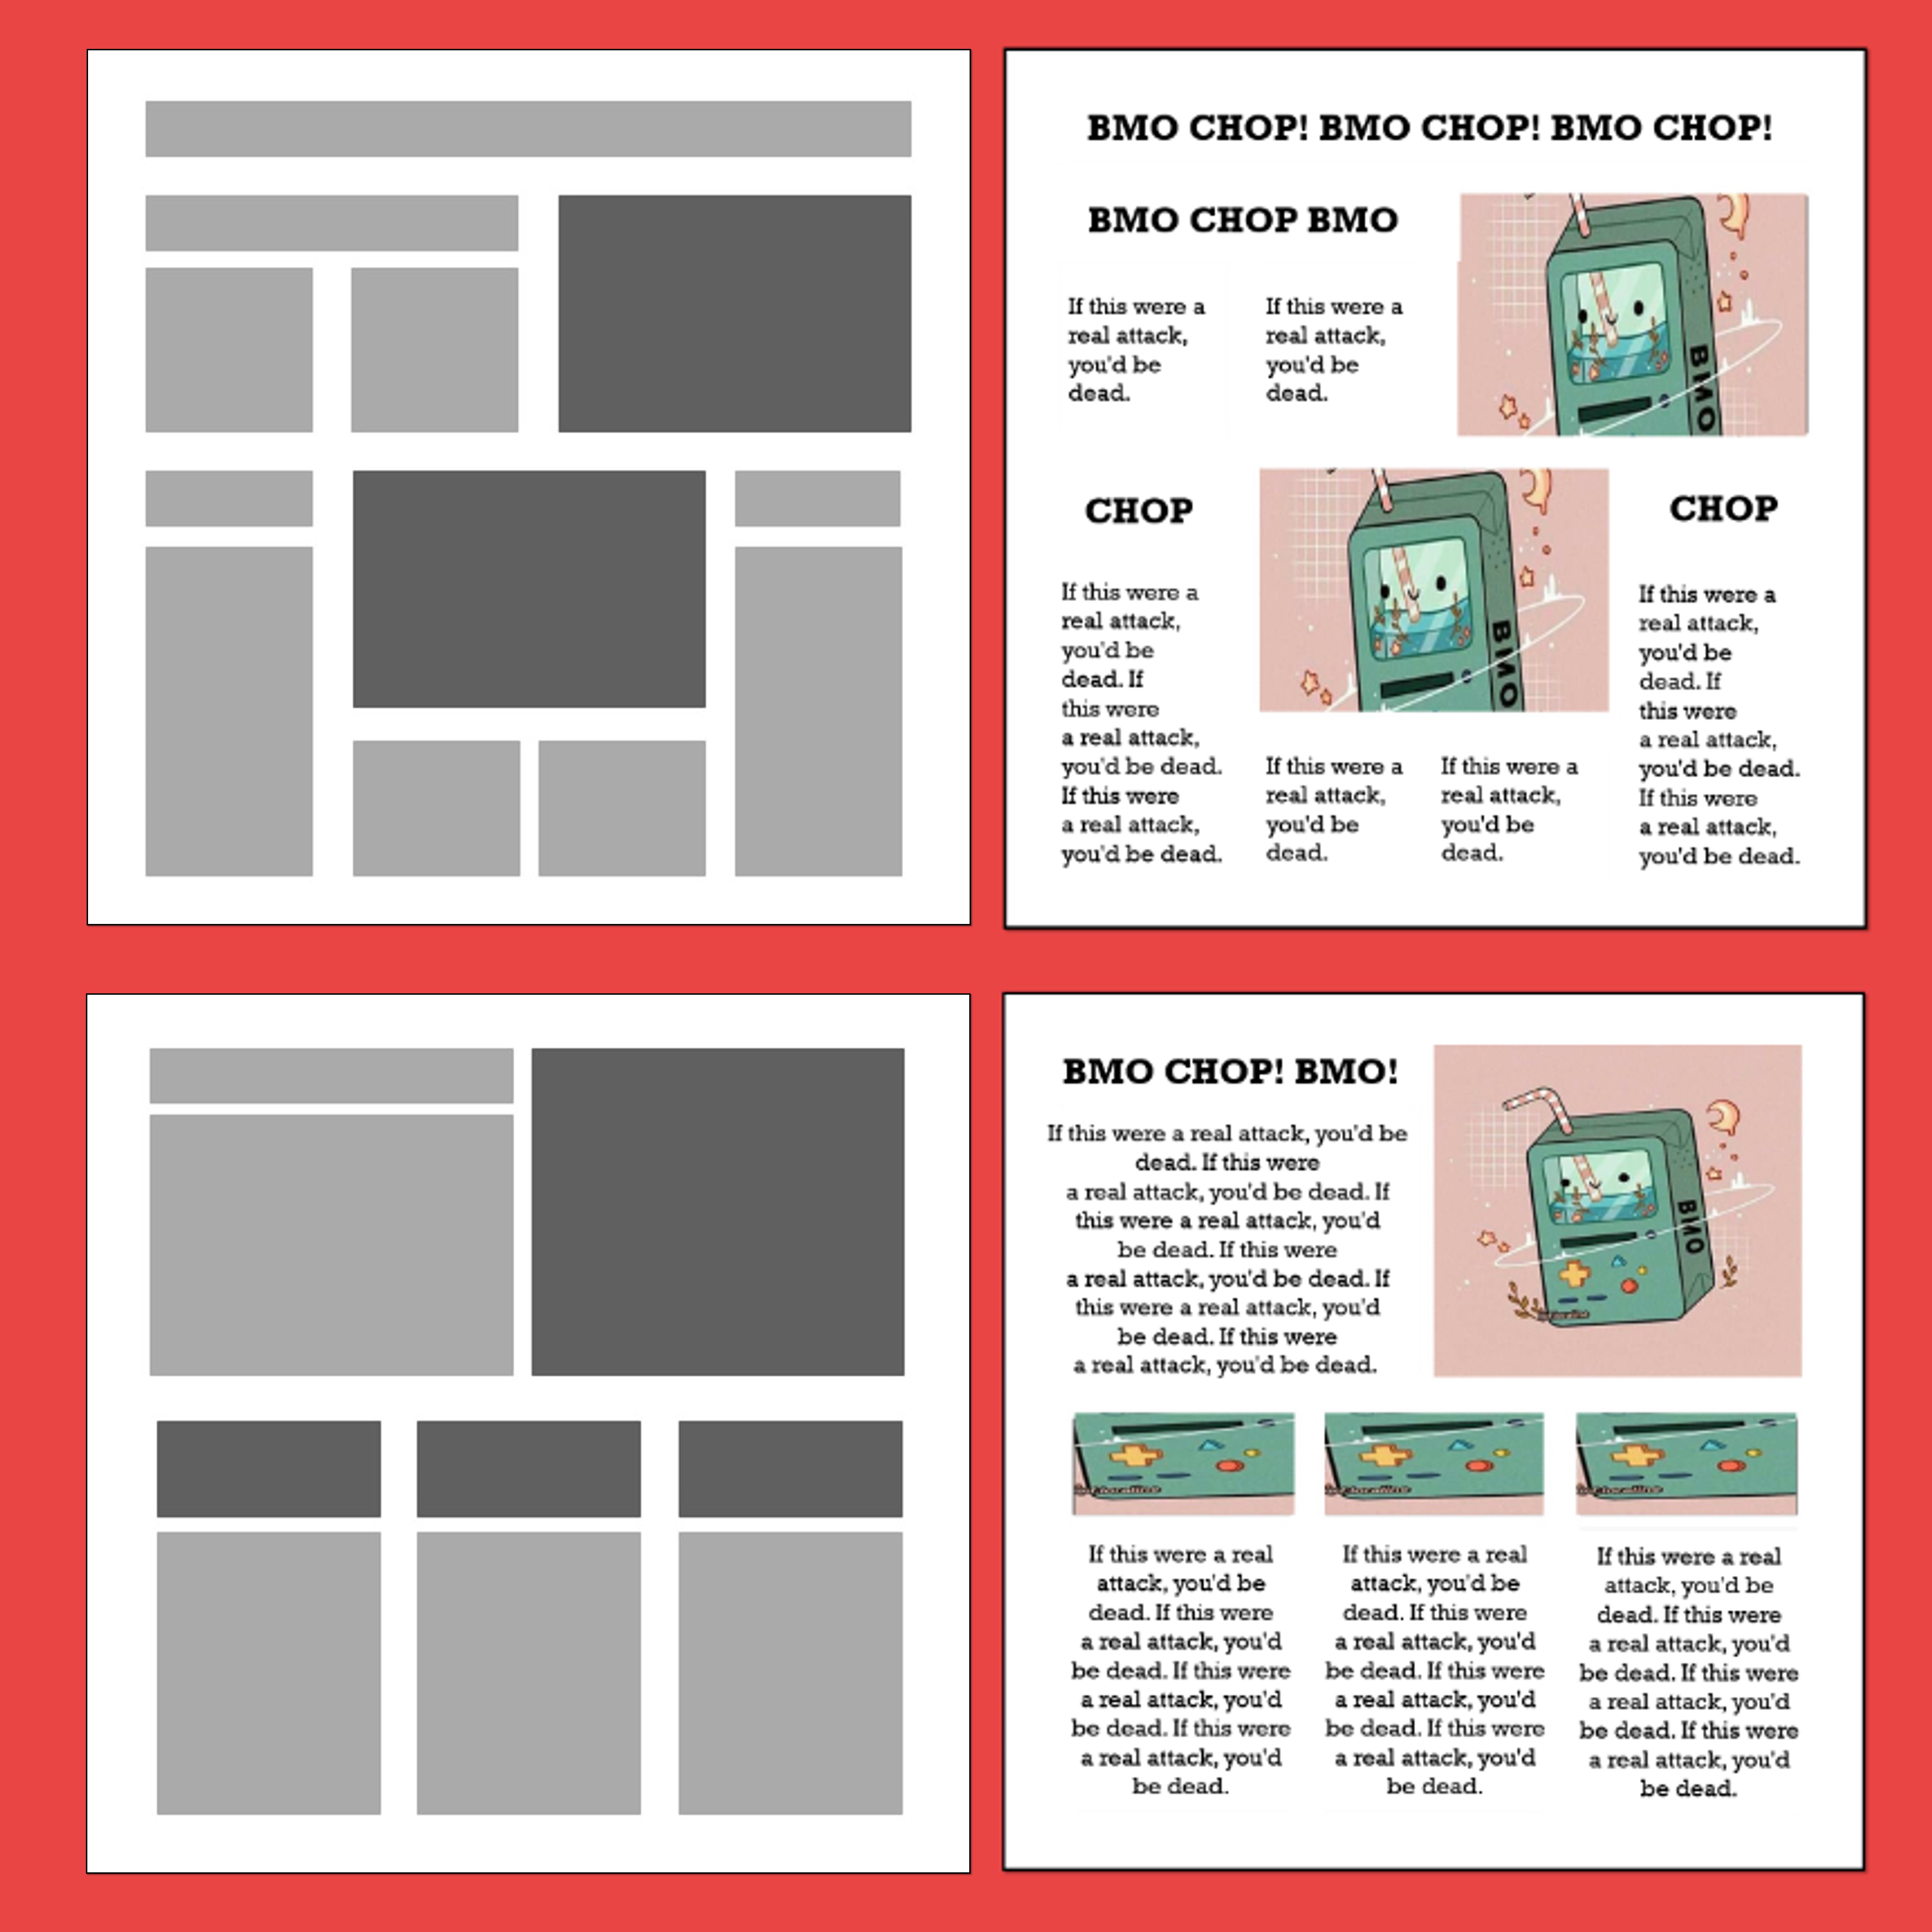 BMO CHOP! BMO CHOP! BMO CHOP!
BMO CHOP BMO
If this were a
real attack,
you'd be
dead.
If this were a
real attack,
you'd be
dead.
BMO
CHOP
If this were a
real attack,
you'd be
dead. If
this were
a real attack,
you'd be dead.
If this were
a real attack,
you'd be dead.
BMO
If this were a
real attack,
you'd be
dead.
If this were a
real attack,
you'd be
dead.
CHOP
If this were a
real attack,
you'd be
dead. If
this were
a real attack,
you'd be dead.
If this were
a real attack,
you'd be dead.
BMO CHOP! BMO!
If this were a real attack, you'd be
dead. If this were
a real attack, you'd be dead. If
this were a real attack, you'd
be dead. If this were
a real attack, you'd be dead. If
this were a real attack, you'd
be dead. If this were
a real attack, you'd be dead.
BMO
If this were a real
attack, you'd be
dead. If this were
a real attack, you'd
be dead. If this were
a real attack, you'd
be dead. If this were
a real attack, you'd
be dead.
If this were a real
attack, you'd be
dead. If this were
a real attack, you'd
be dead. If this were
a real attack, you'd
be dead. If this were
a real attack, you'd
be dead.
If this were a real
attack, you'd be
dead. If this were
a real attack, you'd
be dead. If this were
a real attack, you'd
be dead. If this were
a real attack, you'd
be dead.